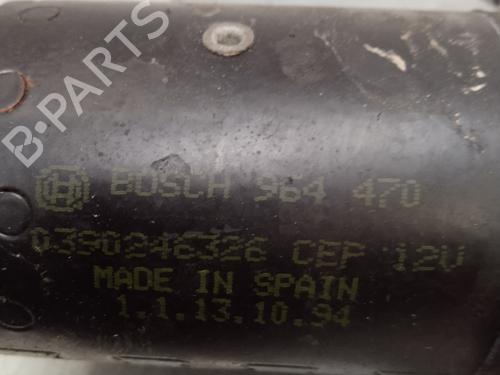 B-PARTS
BOSCH 964 470
0390246326 CEP 12V
MADE IN SPAIN
1.1.13.10.94